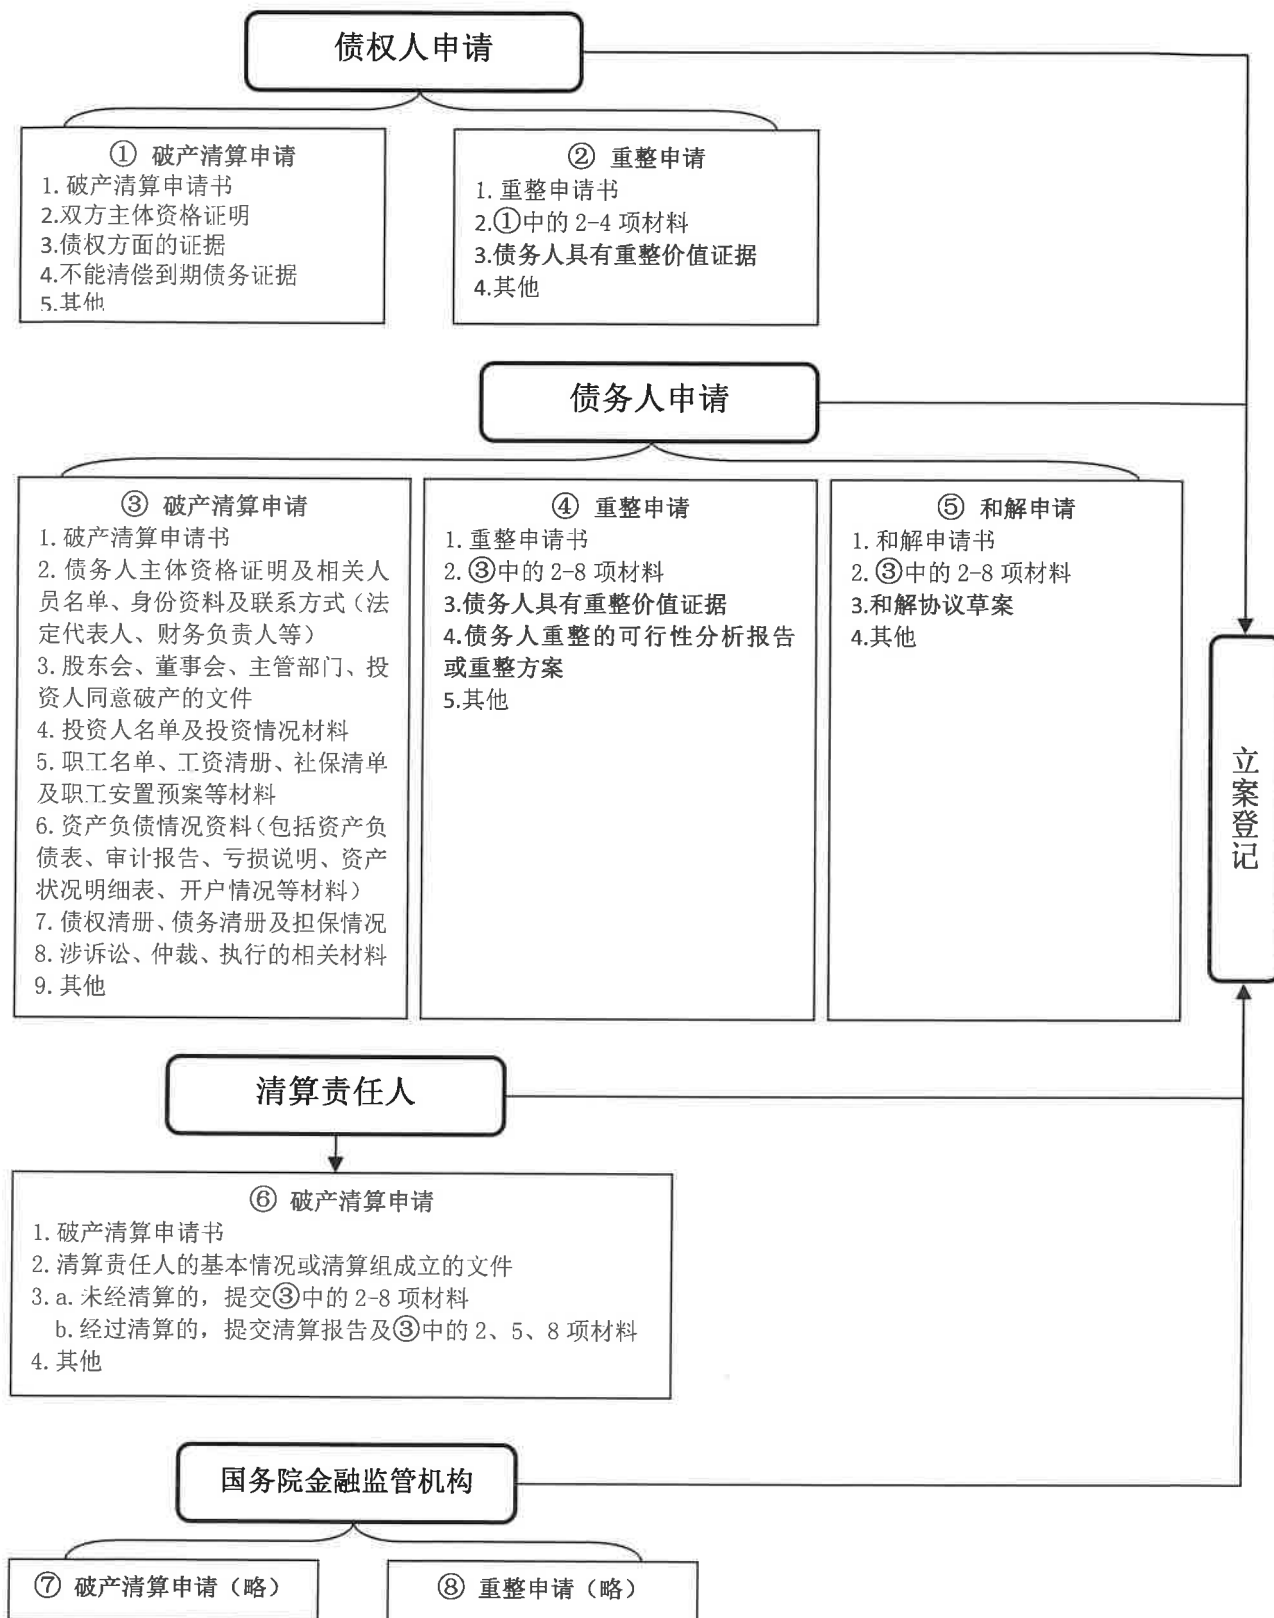 债权人申请
① 破产清算申请
1. 破产清算申请书
2.双方主体资格证明
3.债权方面的证据
4.不能清偿到期债务证据
5.其他
② 重整申请
1. 重整申请书
2.①中的 2-4 项材料
3.债务人具有重整价值证据
4.其他
债务人申请
③ 破产清算申请
1. 破产清算申请书
2. 债务人主体资格证明及相关人
员名单、身份资料及联系方式（法
定代表人、财务负责人等）
3. 股东会、董事会、主管部门、投
资人同意破产的文件
4. 投资人名单及投资情况材料
5. 职工名单、工资清册、社保清单
及职工安置预案等材料
6. 资产负债情况资料（包括资产负
债表、审计报告、亏损说明、资产
状况明细表、开户情况等材料）
7. 债权清册、债务清册及担保情况
8. 涉诉讼、仲裁、执行的相关材料
9. 其他
④ 重整申请
1. 重整申请书
2. ③中的 2-8 项材料
3.债务人具有重整价值证据
4.债务人重整的可行性分析报告
或重整方案
5.其他
⑤ 和解申请
1. 和解申请书
2. ③中的 2-8 项材料
3.和解协议草案
4.其他
立案登记
清算责任人
⑥ 破产清算申请
1. 破产清算申请书
2. 清算责任人的基本情况或清算组成立的文件
3. a. 未经清算的，提交③中的 2-8 项材料
b. 经过清算的，提交清算报告及③中的 2、5、8 项材料
4. 其他
国务院金融监管机构
⑦ 破产清算申请（略）
⑧ 重整申请（略）